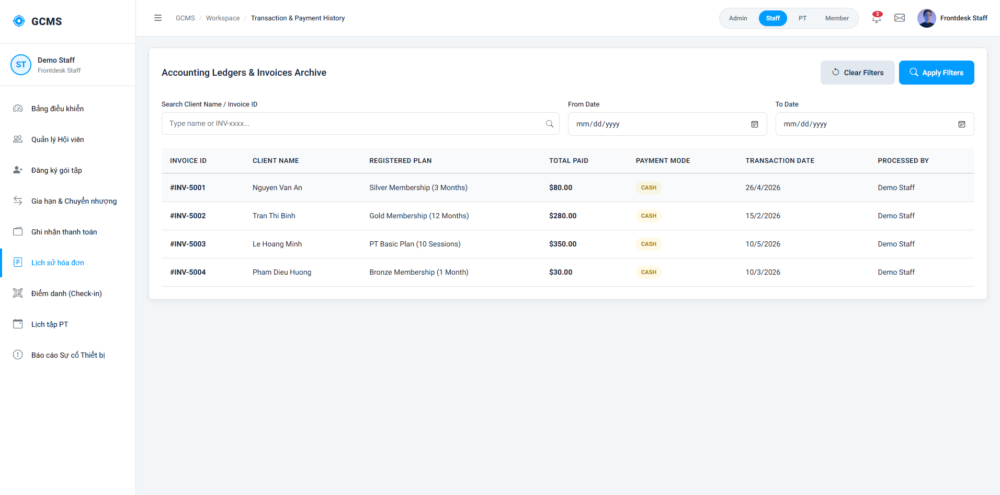 GCMS
GCMS / Workspace / Transaction & Payment History
Admin Staff PT Member
3
Frontdesk Staff
ST
Demo Staff
Frontdesk Staff
Bảng điều khiển
Quản lý Hội viên
Đăng ký gói tập
Gia hạn & Chuyển nhượng
Ghi nhận thanh toán
Lịch sử hóa đơn
Điểm danh (Check-in)
Lịch tập PT
Báo cáo Sự cố Thiết bị
Accounting Ledgers & Invoices Archive
Clear Filters
Apply Filters
Search Client Name / Invoice ID
Type name or INV-xxxx...
From Date
mm/dd/yyyy
To Date
mm/dd/yyyy
INVOICE ID CLIENT NAME REGISTERED PLAN TOTAL PAID PAYMENT MODE TRANSACTION DATE PROCESSED BY
#INV-5001 Nguyen Van An Silver Membership (3 Months) $80.00 CASH 26/4/2026 Demo Staff
#INV-5002 Tran Thi Binh Gold Membership (12 Months) $280.00 CASH 15/2/2026 Demo Staff
#INV-5003 Le Hoang Minh PT Basic Plan (10 Sessions) $350.00 CASH 10/5/2026 Demo Staff
#INV-5004 Pham Dieu Huong Bronze Membership (1 Month) $30.00 CASH 10/3/2026 Demo Staff